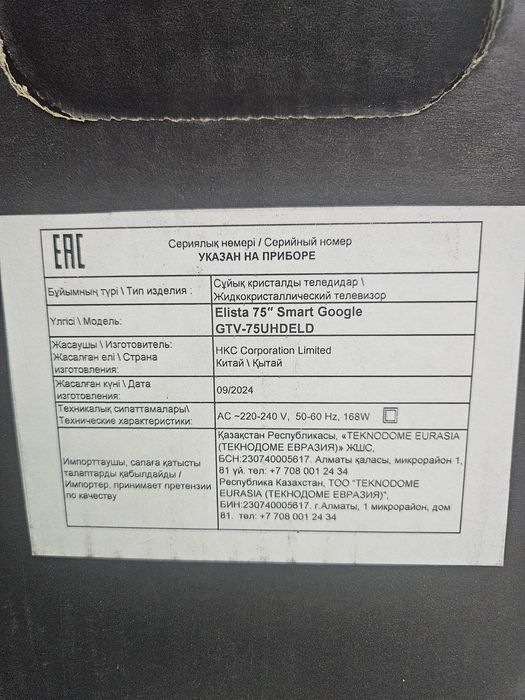 EAC
Сериялық нөмері / Серийный номер
УКАЗАН НА ПРИБОРЕ
Бұйымның түрі \ Тип изделия :
Сұйық кристалды теледидар \
Жидкокристаллический телевизор
Үлгісі \ Модель:
Elista 75" Smart Google
GTV-75UHDELD
Жасаушы \ Изготовитель:
Жасалған елі \ Страна
изготовления:
HKC Corporation Limited
Китай \ Қытай
Жасалған күні \ Дата
изготовления:
09/2024
Техникалық сипаттамалары\
Технические характеристики:
AC ~220-240 V, 50-60 Hz, 168W
Импорттаушы, сапаға қатысты
талаптарды қабылдайды /
Импортер, принимает претензии
по качеству
Қазақстан Республикасы, «TEKNODOME EURASIA
(ТЕКНОДОМЕ ЕВРАЗИЯ)» ЖШС,
БСН:230740005617. Алматы қаласы, микрорайон 1,
81 үй. тел: +7 708 001 24 34
Республика Казахстан, ТОО "TEKNODOME
EURASIA (ТЕКНОДОМЕ ЕВРАЗИЯ)",
БИН:230740005617. г.Алматы, 1 микрорайон, дом
81. тел: +7 708 001 24 34